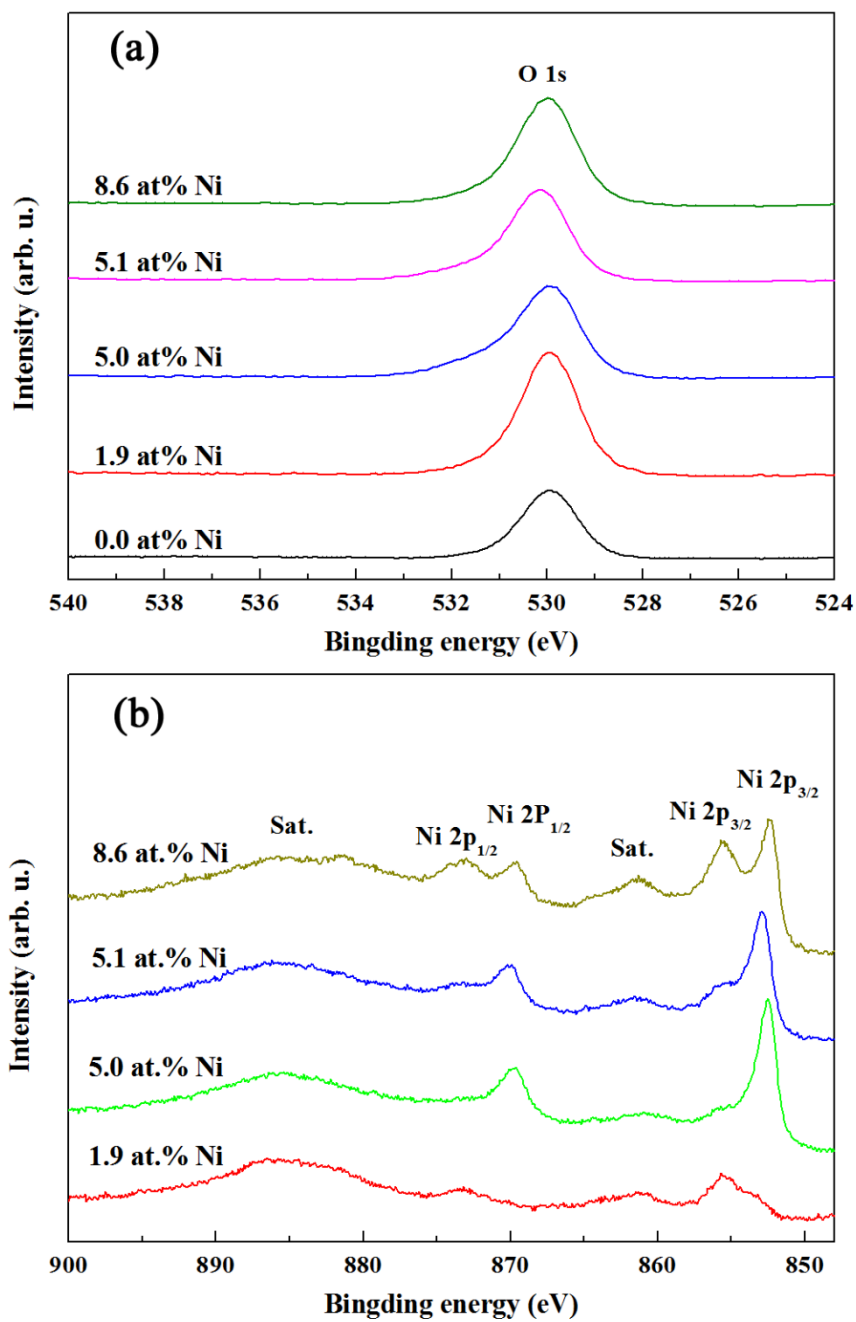 (a)
O 1s
8.6 at% Ni
5.1 at% Ni
5.0 at% Ni
1.9 at% Ni
0.0 at% Ni
Intensity (arb. u.)
540 538 536 534 532 530 528 526 524
Bingding energy (eV)
(b)
Ni 2p3/2
Ni 2p3/2
Ni 2P1/2
Ni 2p1/2
Sat.
Sat.
8.6 at.% Ni
5.1 at.% Ni
5.0 at.% Ni
1.9 at.% Ni
Intensity (arb. u.)
900 890 880 870 860 850
Bingding energy (eV)